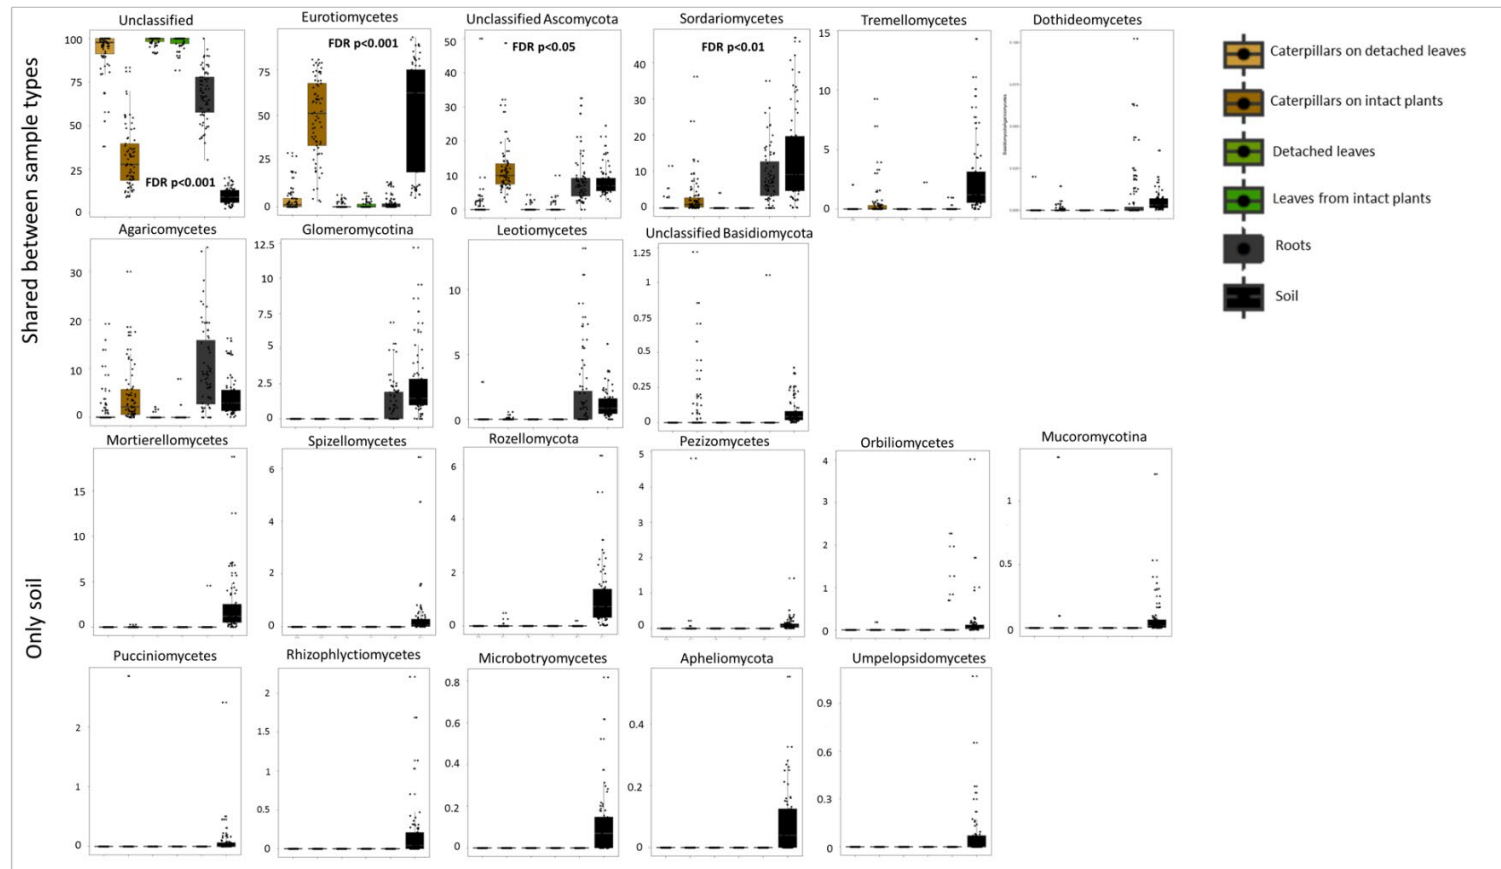 Shared between sample types
Unclassified
100
75
50
25
0
FDR p<0.001
Eurotiomycetes
FDR p<0.001
75
50
25
0
Unclassified Ascomycota
FDR p<0.05
50
40
30
20
10
0
Sordariomycetes
FDR p<0.01
40
30
20
10
0
Tremellomycetes
15
10
5
0
Dothideomycetes
Caterpillars on detached leaves
Caterpillars on intact plants
Detached leaves
Leaves from intact plants
Roots
Soil
Agaricomycetes
30
20
10
0
Glomeromycotina
12.5
10.0
7.5
5.0
2.5
0
Leotiomycetes
10
5
0
Unclassified Basidiomycota
1.25
1
0.75
0.5
0.25
0
Only soil
Mortierellomycetes
15
10
5
0
Spizellomycetes
6
4
2
0
Rozellomycota
6
4
2
0
Pezizomycetes
5
4
3
2
1
0
Orbiliomycetes
4
3
2
1
0
Mucoromycotina
1
0.5
0
Pucciniomycetes
2
1
0
Rhizophlyctiomycetes
2
1.5
1
0.5
0
Microbotryomycetes
0.8
0.6
0.4
0.2
0
Apheliomycota
0.4
0.2
0
Umpelopsidomycetes
0.9
0.6
0.3
0